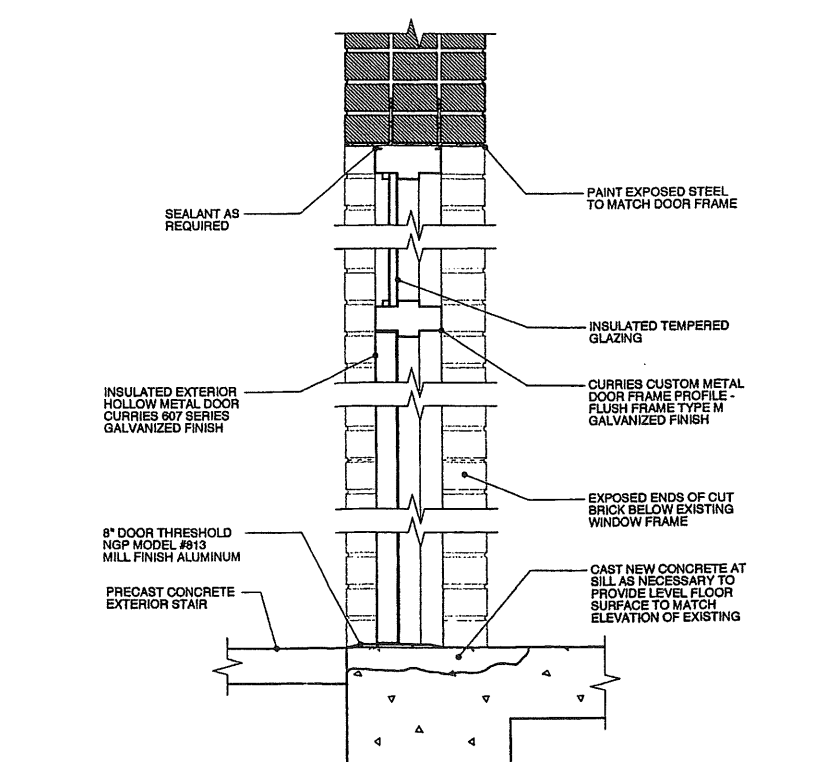 PAINT EXPOSED STEEL
TO MATCH DOOR FRAME
SEALANT AS
REQUIRED
INSULATED TEMPERED
GLAZING
INSULATED EXTERIOR
HOLLOW METAL DOOR
CURRIES 607 SERIES
GALVANIZED FINISH
CURRIES CUSTOM METAL
DOOR FRAME PROFILE -
FLUSH FRAME TYPE M
GALVANIZED FINISH
EXPOSED ENDS OF CUT
BRICK BELOW EXISTING
WINDOW FRAME
8" DOOR THRESHOLD
NGP MODEL #813
MILL FINISH ALUMINUM
CAST NEW CONCRETE AT
SILL AS NECESSARY TO
PROVIDE LEVEL FLOOR
SURFACE TO MATCH
ELEVATION OF EXISTING
PRECAST CONCRETE
EXTERIOR STAIR